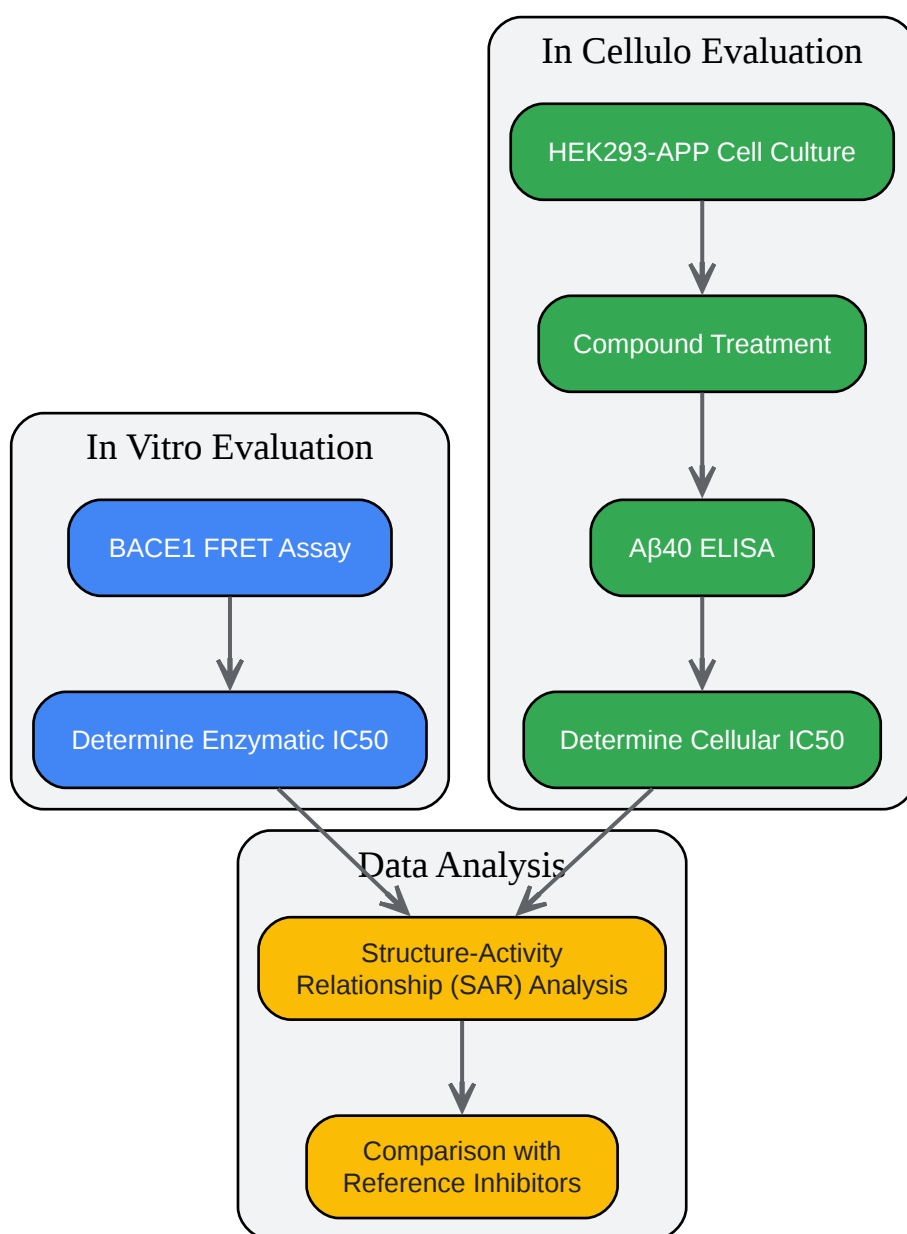 In Cellulo Evaluation
HEK293-APP Cell Culture
Compound Treatment
Aβ40 ELISA
Determine Cellular IC50
In Vitro Evaluation
BACE1 FRET Assay
Determine Enzymatic IC50
Data Analysis
Structure-Activity
Relationship (SAR) Analysis
Comparison with
Reference Inhibitors